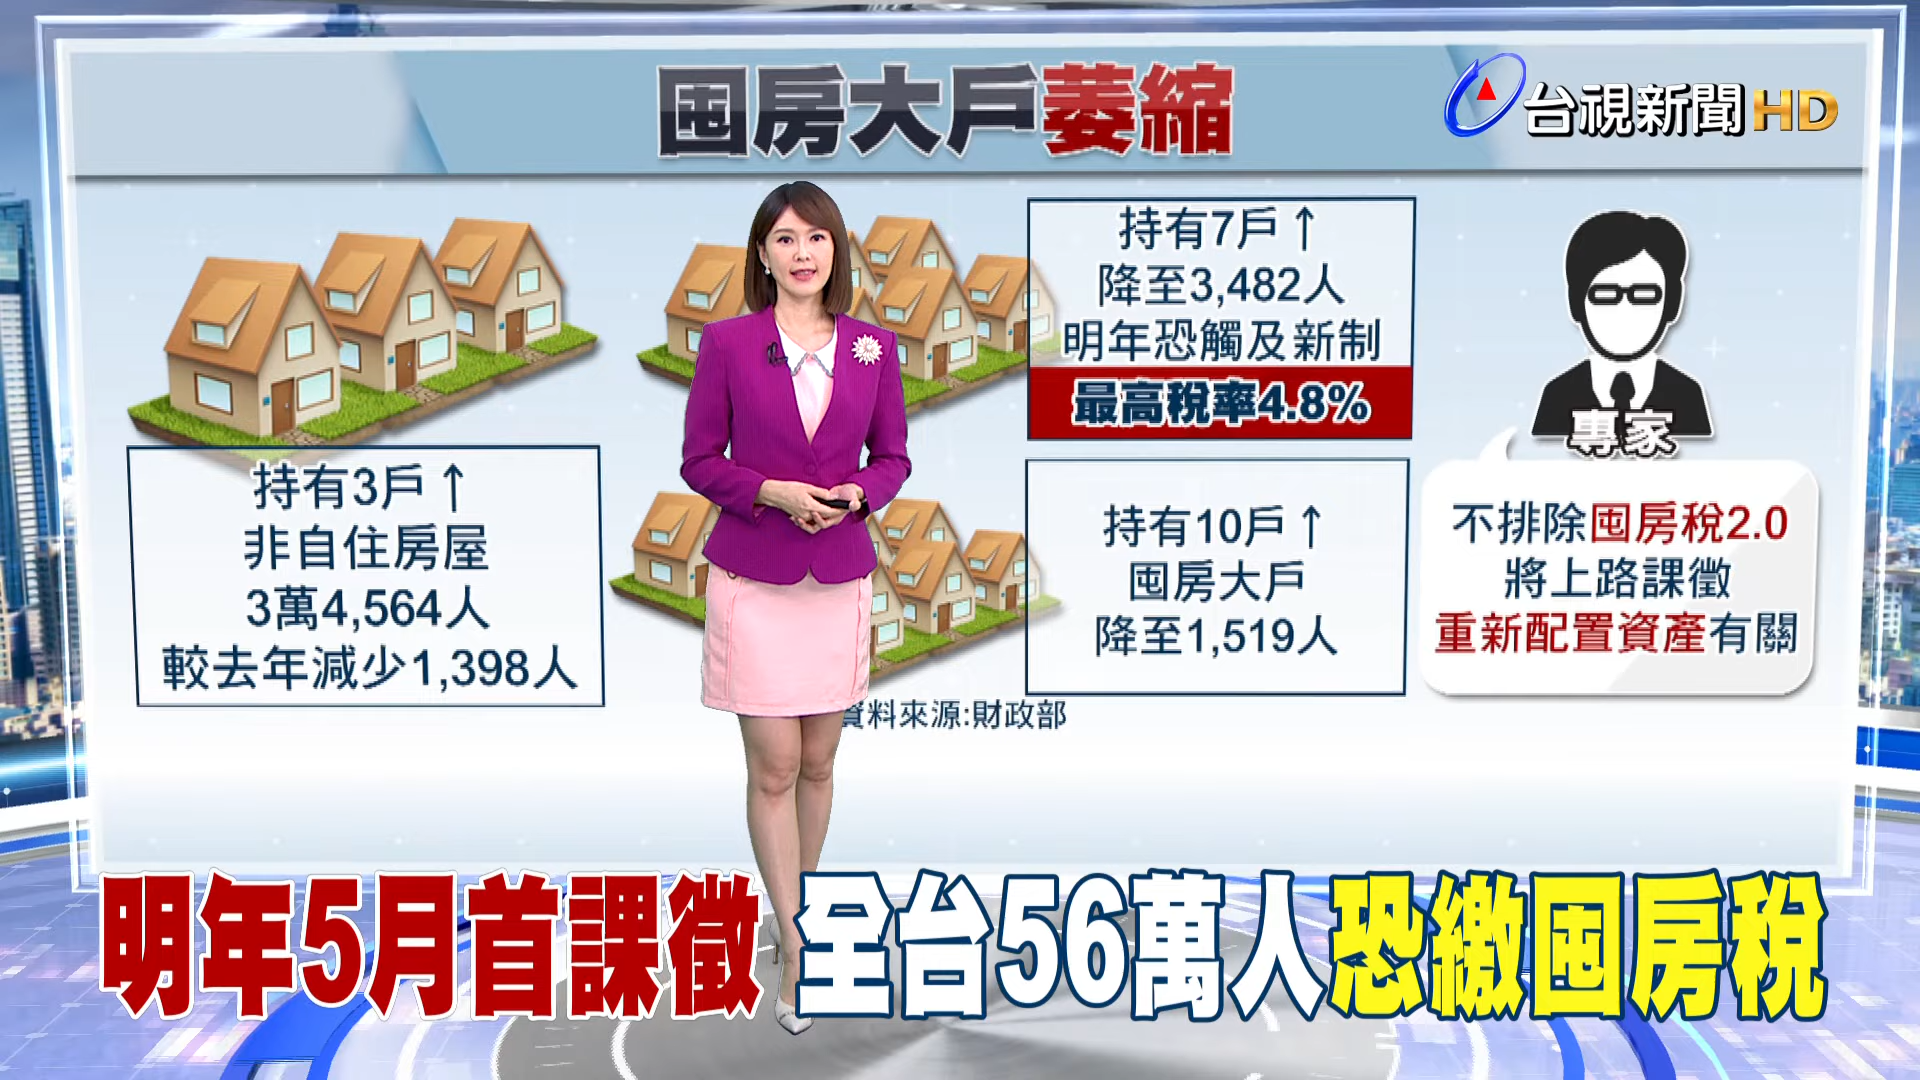 囤房大戶萎縮
台視新聞HD
持有3戶↑
非自住房屋
3萬4,564人
較去年減少1,398人
持有7戶↑
降至3,482人
明年恐觸及新制
最高稅率4.8%
持有10戶↑
囤房大戶
降至1,519人
資料來源:財政部
專家
不排除囤房稅2.0
將上路課徵
重新配置資產有關
明年5月首課徵 全台56萬人恐繳囤房稅